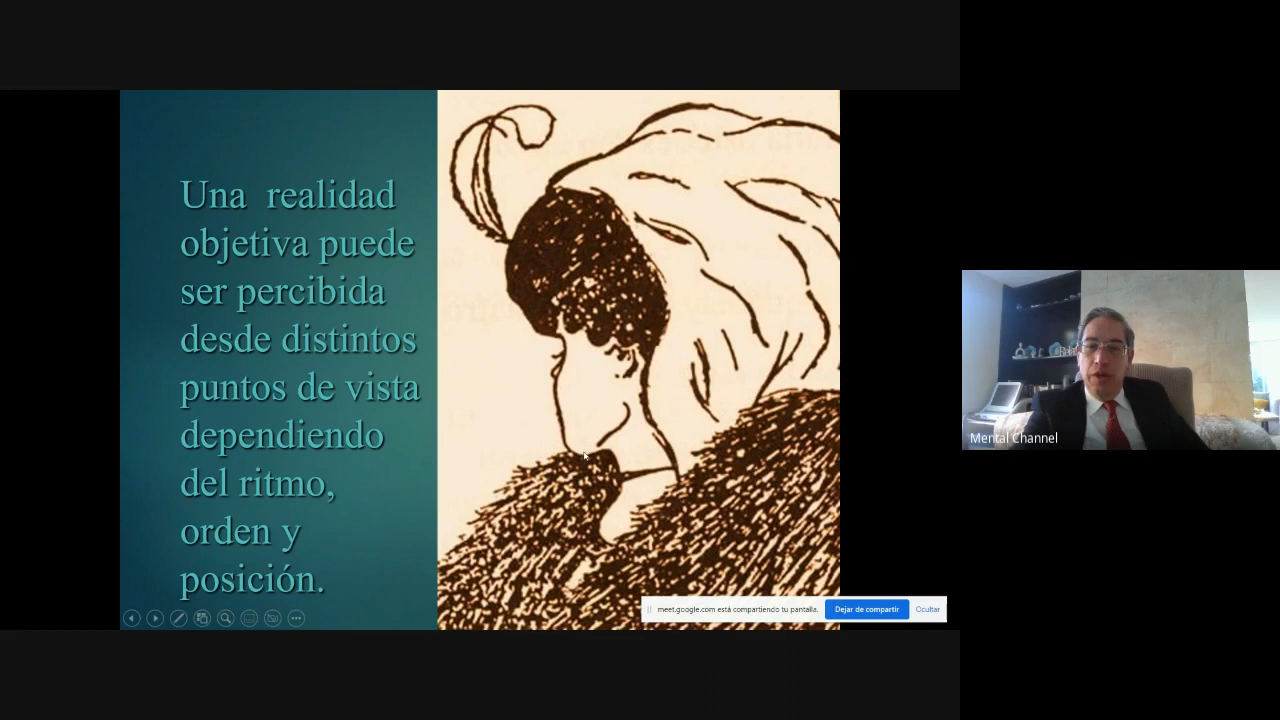 Una realidad
objetiva puede
ser percibida
desde distintos
puntos de vista
dependiendo
del ritmo,
orden y
posición.
meet.google.com está compartiendo tu pantalla.
Dejar de compartir
Ocultar
Mental Channel